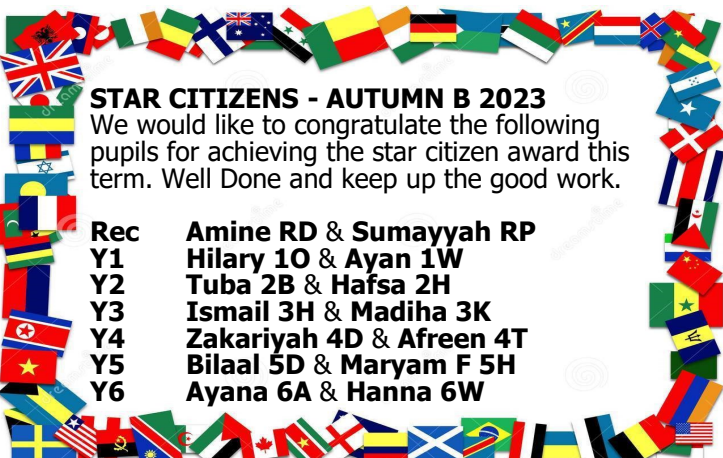 STAR CITIZENS - AUTUMN B 2023
We would like to congratulate the following
pupils for achieving the star citizen award this
term. Well Done and keep up the good work.
Rec Amine RD & Sumayyah RP
Y1 Hilary 1O & Ayan 1W
Y2 Tuba 2B & Hafsa 2H
Y3 Ismail 3H & Madiha 3K
Y4 Zakariyah 4D & Afreen 4T
Y5 Bilaal 5D & Maryam F 5H
Y6 Ayana 6A & Hanna 6W